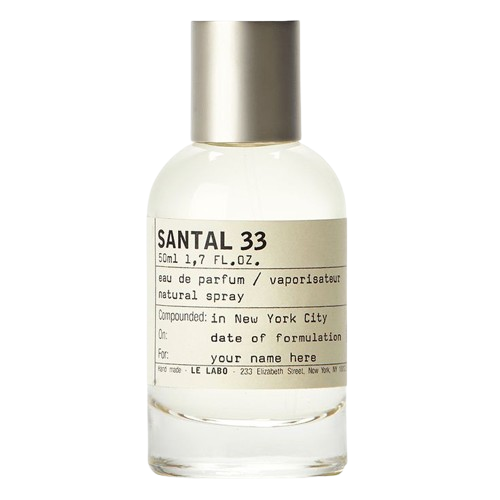 SANTAL 33
50ml 1,7 FL.OZ.
eau de parfum / vaporisateur
natural spray
Compounded: in New York City
On: date of formulation
For: your name here
Hand made - LE LABO - 233 Elizabeth Street, New York, NY